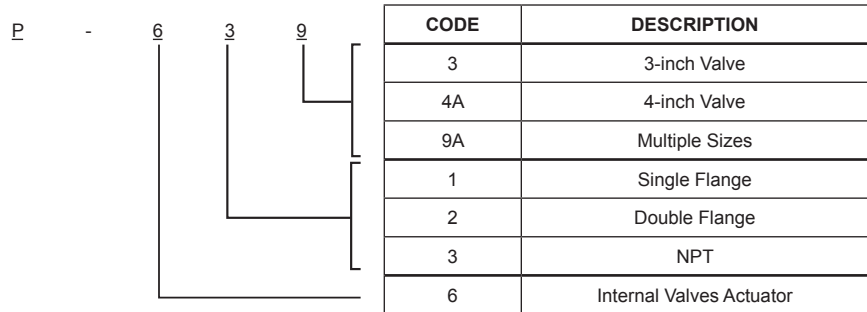 P - 6 3 9
CODE DESCRIPTION
3 3-inch Valve
4A 4-inch Valve
9A Multiple Sizes
1 Single Flange
2 Double Flange
3 NPT
6 Internal Valves Actuator